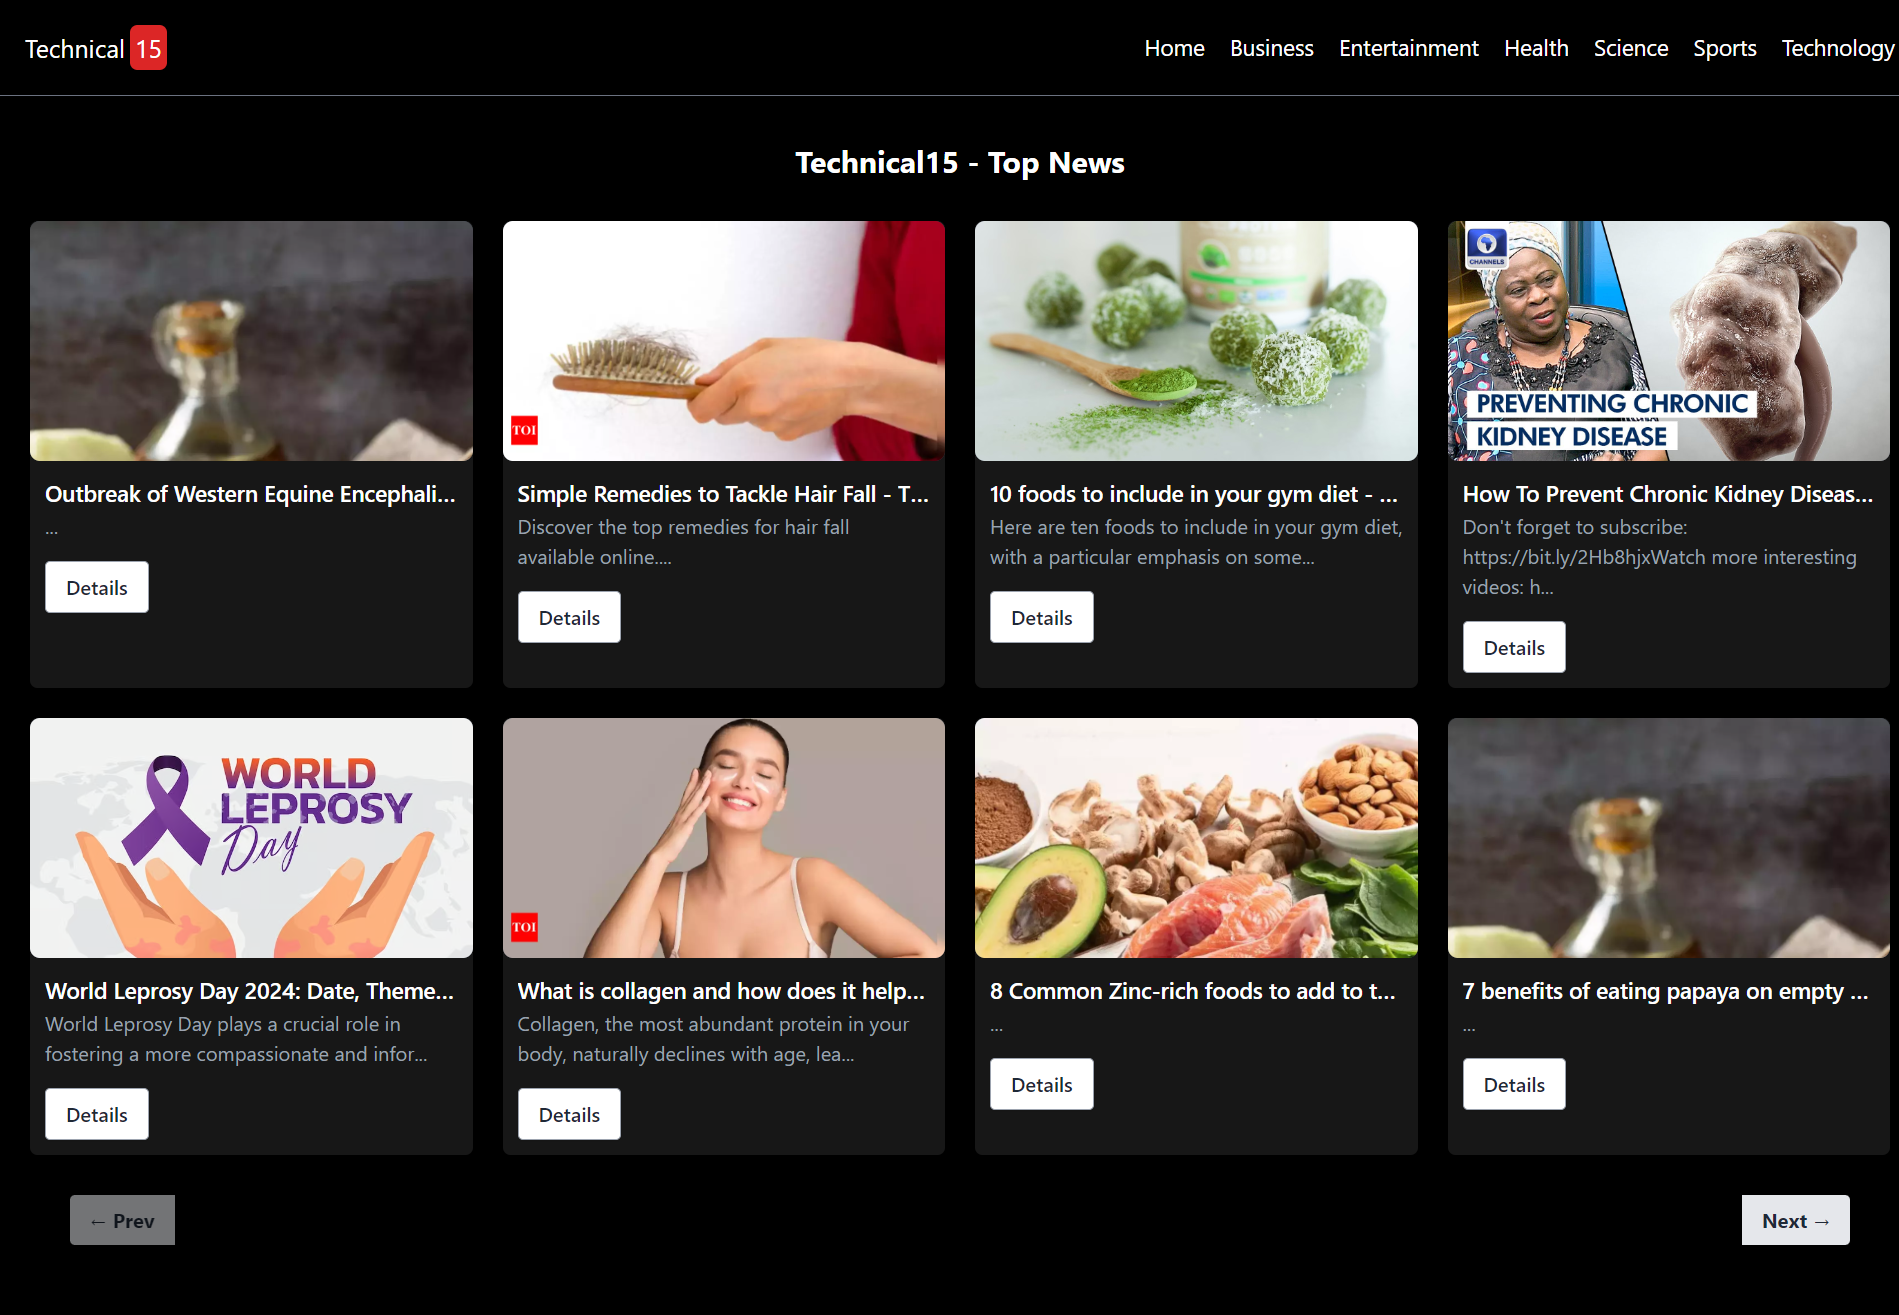 Technical 15
Home Business Entertainment Health Science Sports Technology
Technical15 - Top News
Outbreak of Western Equine Encephali...
...
Details
TOI
Simple Remedies to Tackle Hair Fall - T...
Discover the top remedies for hair fall
available online....
Details
10 foods to include in your gym diet - ...
Here are ten foods to include in your gym diet,
with a particular emphasis on some...
Details
CHANNELS
PREVENTING CHRONIC
KIDNEY DISEASE
How To Prevent Chronic Kidney Diseas...
Don't forget to subscribe:
https://bit.ly/2Hb8hjxWatch more interesting
videos: h...
Details
WORLD
LEPROSY
Day
World Leprosy Day 2024: Date, Theme...
World Leprosy Day plays a crucial role in
fostering a more compassionate and infor...
Details
TOI
What is collagen and how does it help...
Collagen, the most abundant protein in your
body, naturally declines with age, lea...
Details
8 Common Zinc-rich foods to add to t...
...
Details
7 benefits of eating papaya on empty ...
...
Details
← Prev
Next →